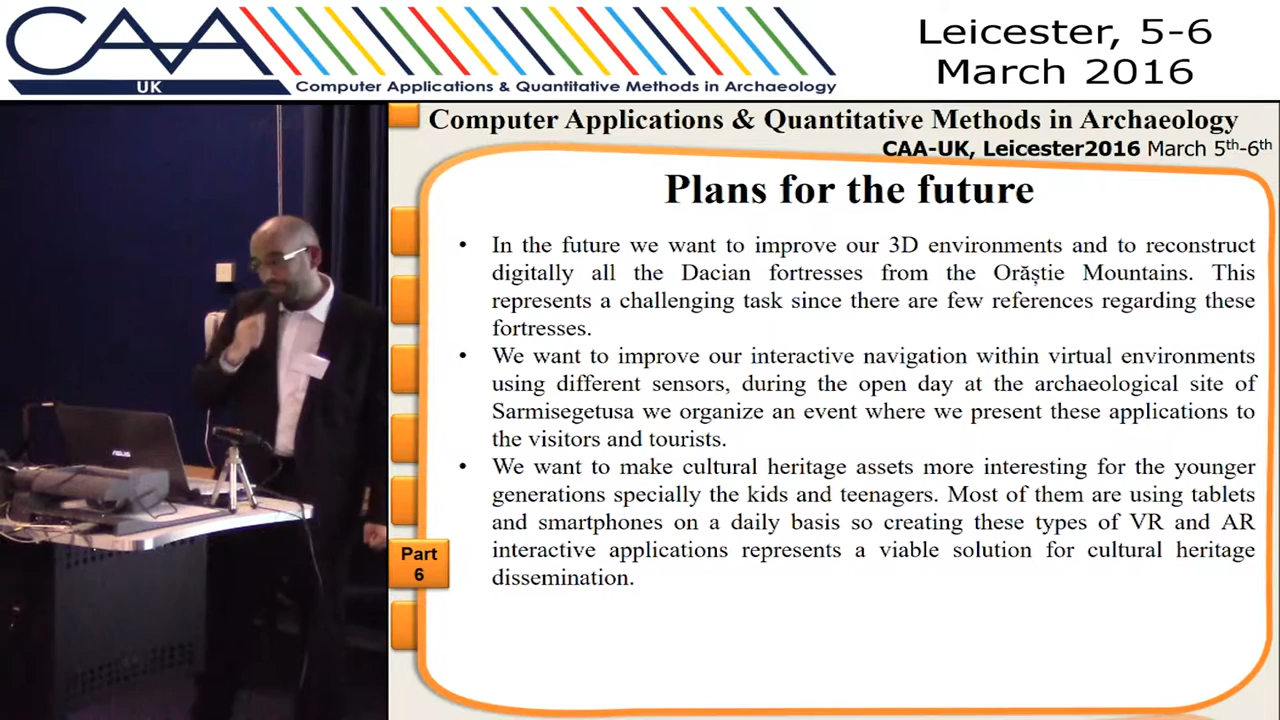 CAA
UK
Computer Applications & Quantitative Methods in Archaeology
Leicester, 5-6
March 2016
Computer Applications & Quantitative Methods in Archaeology
CAA-UK, Leicester2016 March 5th-6th
Plans for the future
• In the future we want to improve our 3D environments and to reconstruct
digitally all the Dacian fortresses from the Orăștie Mountains. This
represents a challenging task since there are few references regarding these
fortresses.
• We want to improve our interactive navigation within virtual environments
using different sensors, during the open day at the archaeological site of
Sarmisegetusa we organize an event where we present these applications to
the visitors and tourists.
• We want to make cultural heritage assets more interesting for the younger
generations specially the kids and teenagers. Most of them are using tablets
and smartphones on a daily basis so creating these types of VR and AR
interactive applications represents a viable solution for cultural heritage
dissemination.
Part
6
ASUS